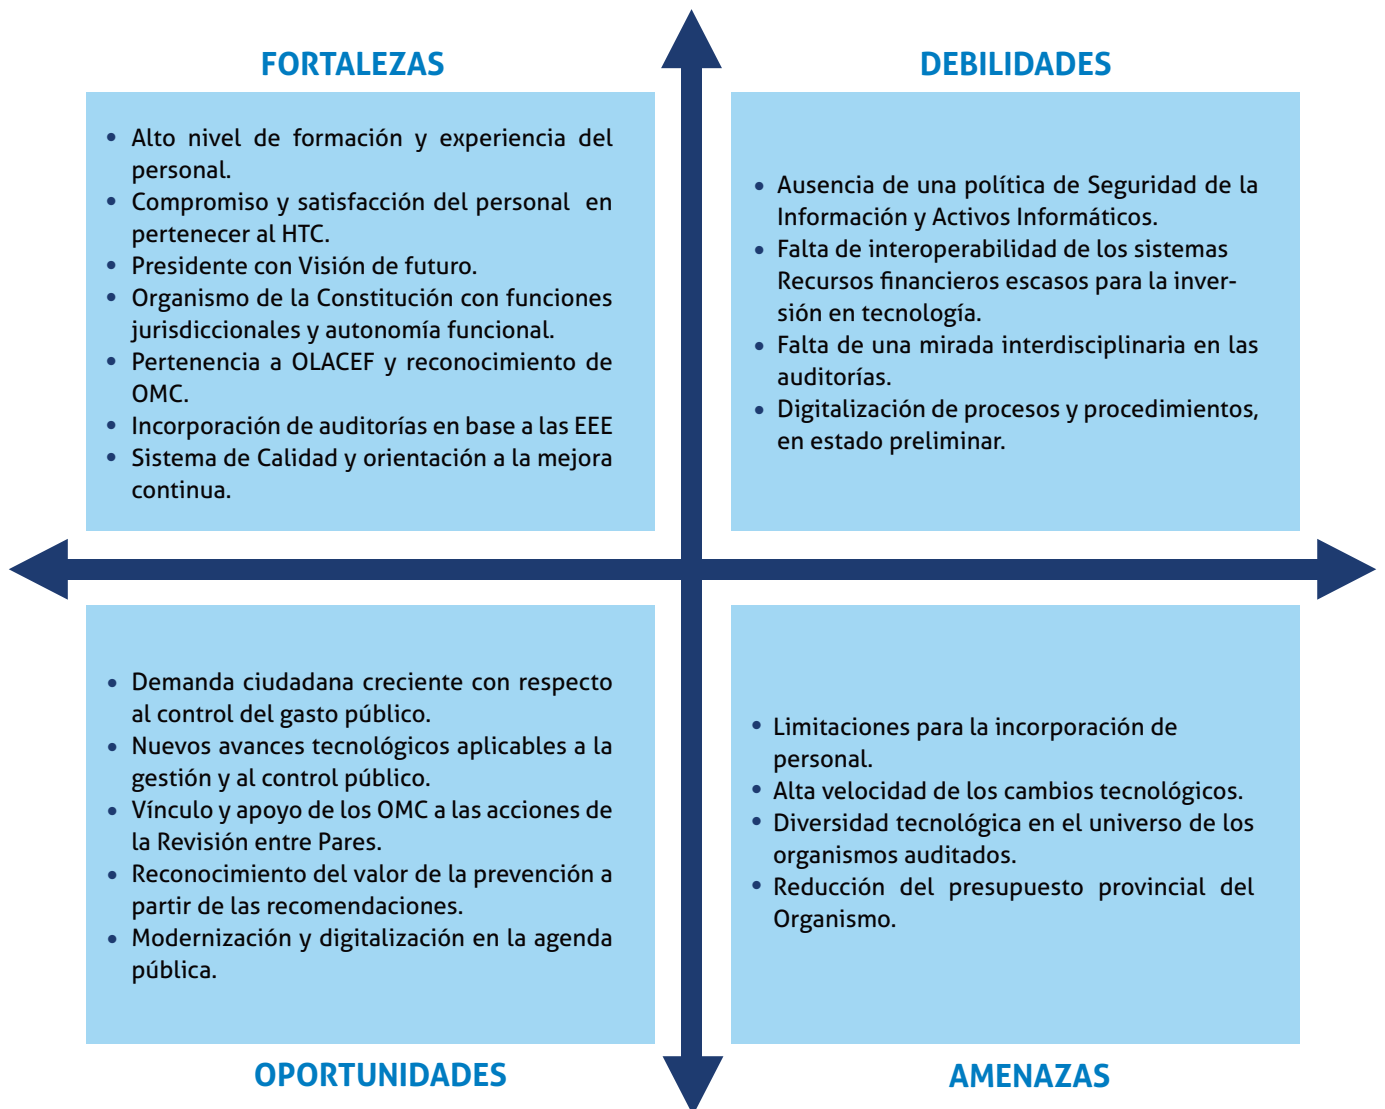 FORTALEZAS
• Alto nivel de formación y experiencia del
personal.
• Compromiso y satisfacción del personal en
pertenecer al HTC.
• Presidente con Visión de futuro.
• Organismo de la Constitución con funciones
jurisdiccionales y autonomía funcional.
• Pertenencia a OLACEF y reconocimiento de
OMC.
• Incorporación de auditorías en base a las EEE
• Sistema de Calidad y orientación a la mejora
continua.
DEBILIDADES
• Ausencia de una política de Seguridad de la
Información y Activos Informáticos.
• Falta de interoperabilidad de los sistemas
Recursos financieros escasos para la inver-
sión en tecnología.
• Falta de una mirada interdisciplinaria en las
auditorías.
• Digitalización de procesos y procedimientos,
en estado preliminar.
• Demanda ciudadana creciente con respecto
al control del gasto público.
• Nuevos avances tecnológicos aplicables a la
gestión y al control público.
• Vínculo y apoyo de los OMC a las acciones de
la Revisión entre Pares.
• Reconocimiento del valor de la prevención a
partir de las recomendaciones.
• Modernización y digitalización en la agenda
pública.
OPORTUNIDADES
• Limitaciones para la incorporación de
personal.
• Alta velocidad de los cambios tecnológicos.
• Diversidad tecnológica en el universo de los
organismos auditados.
• Reducción del presupuesto provincial del
Organismo.
AMENAZAS